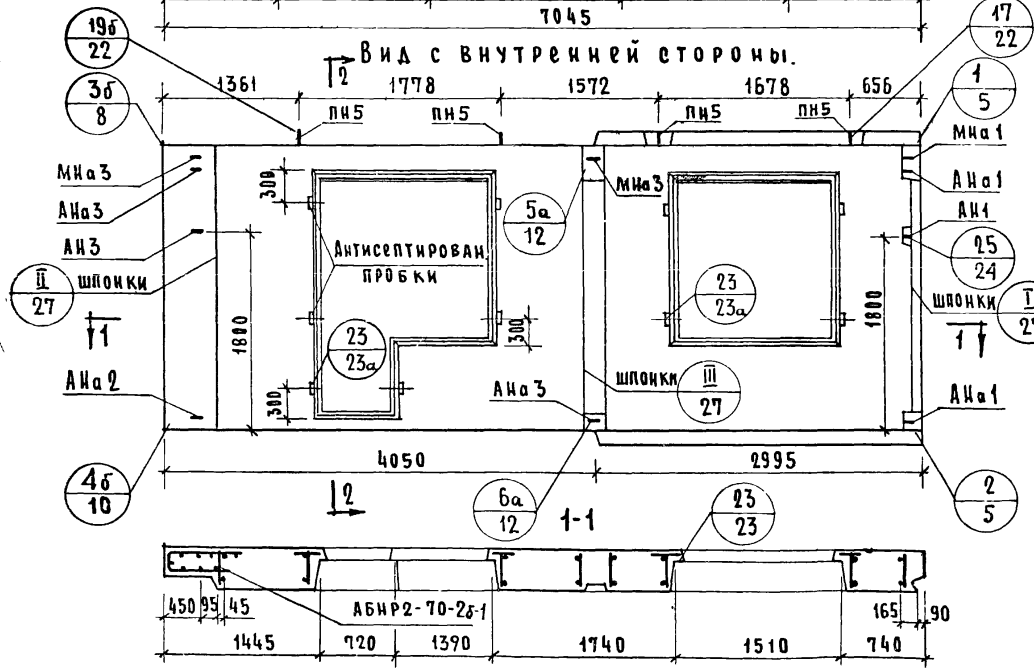 7045
19б
22
Вид с внутренней стороны.
17
22
2
1361
1778
1572
1678
656
3б
8
1
5
ПН5
ПН5
ПН5
ПН5
МНа1
МНа3
МНа3
АНа1
300
АНа3
5а
12
АН1
АН3
Антисептирован.
пробки
25
24
II
27
шпонки
23
23а
шпонки
I
1
1800
300
1800
1
23
23а
шпонки
III
27
АНа2
300
АНа3
АНа1
4050
2995
4б
10
2
6а
12
1-1
23
23
2
5
450
95
45
АБНР2-70-2б-1
165
90
1445
720
1390
1740
1510
740